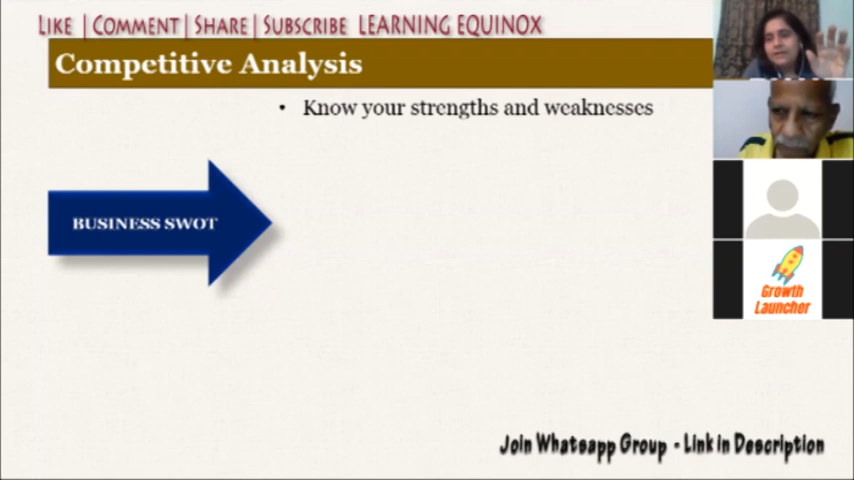 LIKE | COMMENT | SHARE | SUBSCRIBE LEARNING EQUINOX
Competitive Analysis
• Know your strengths and weaknesses
BUSINESS SWOT
Growth
Launcher
Join Whatsapp Group - Link in Description